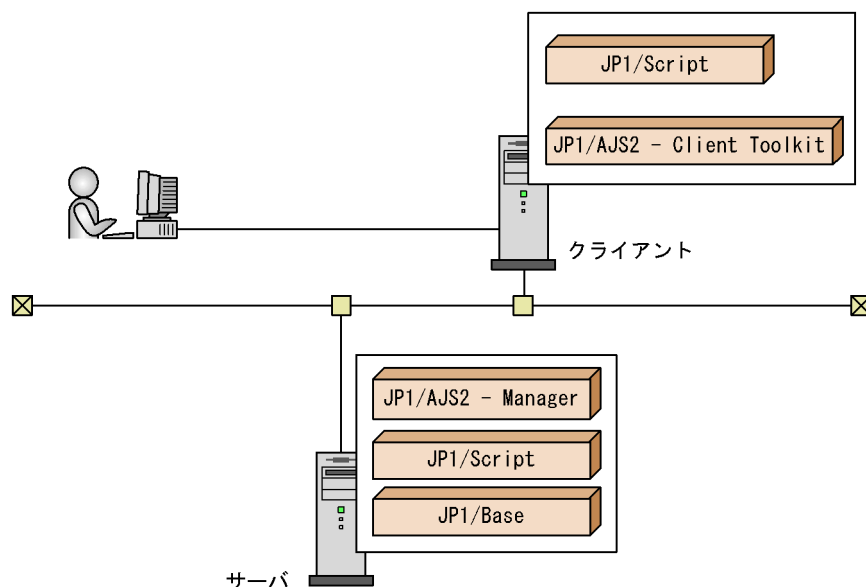 JP1/Script
JP1/AJS2 - Client Toolkit
クライアント
JP1/AJS2 - Manager
JP1/Script
JP1/Base
サーバ